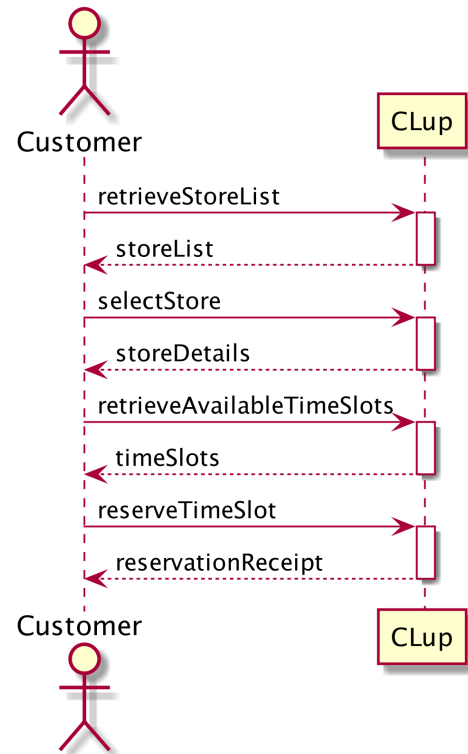 Customer
CLup
retrieveStoreList
storeList
selectStore
storeDetails
retrieveAvailableTimeSlots
timeSlots
reserveTimeSlot
reservationReceipt
Customer
CLup